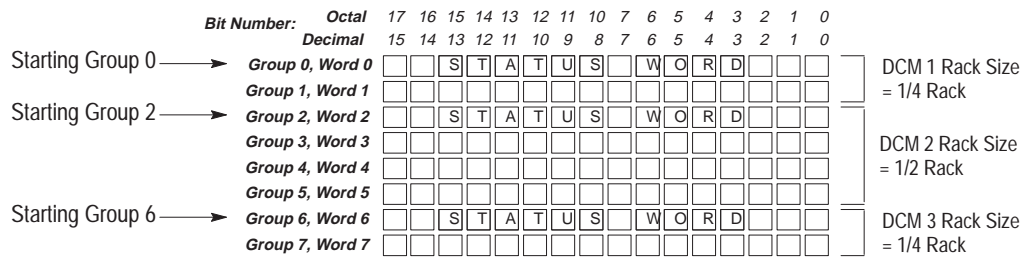 Bit Number: Octal 17 16 15 14 13 12 11 10 7 6 5 4 3 2 1 0
Decimal 15 14 13 12 11 10 9 8 7 6 5 4 3 2 1 0
Starting Group 0 Group 0, Word 0 S T A T U S W O R D DCM 1 Rack Size
Group 1, Word 1 = 1/4 Rack
Starting Group 2 Group 2, Word 2 S T A T U S W O R D
Group 3, Word 3 DCM 2 Rack Size
Group 4, Word 4 = 1/2 Rack
Group 5, Word 5
Starting Group 6 Group 6, Word 6 S T A T U S W O R D DCM 3 Rack Size
Group 7, Word 7 = 1/4 Rack